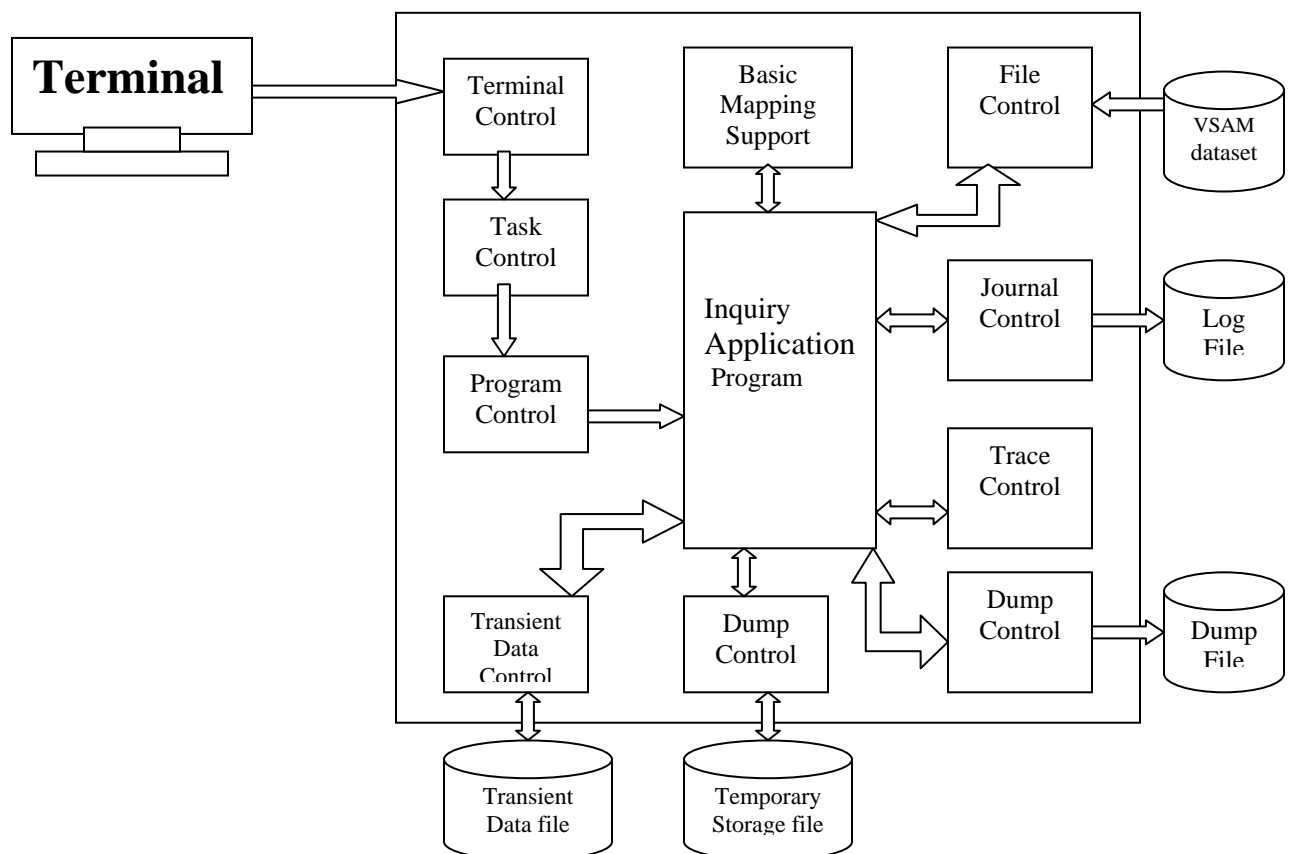 Terminal
Terminal
Control
Basic
Mapping
Support
File
Control
VSAM
dataset
Task
Control
Inquiry
Application
Program
Journal
Control
Log
File
Program
Control
Trace
Control
Transient
Data
Control
Dump
Control
Dump
Control
Dump
File
Transient
Data file
Temporary
Storage file